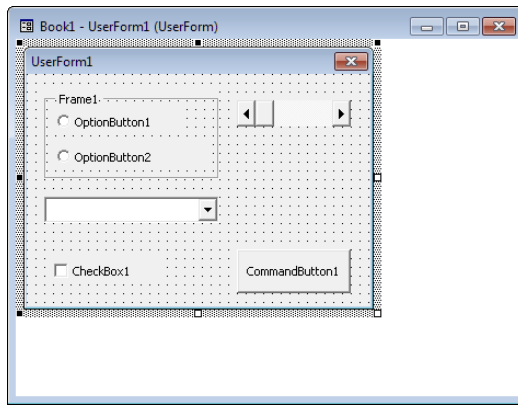 Book1 - UserForm1 (UserForm)
UserForm1
Frame1
OptionButton1
OptionButton2
CheckBox1
CommandButton1